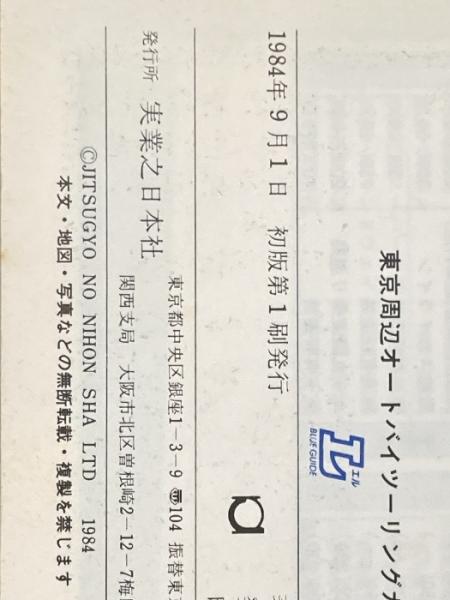 東京周辺オートバイツーリングガ
エル
BLUE GUIDE
1984年9月1日 初版第1刷発行
発行所 実業之日本社
東京都中央区銀座1-3-9 〠104 振替東京
関西支局 大阪市北区曽根崎2-12-7梅田
©JITSUGYO NO NIHON SHA LTD 1984
本文・地図・写真などの無断転載・複製を禁じます